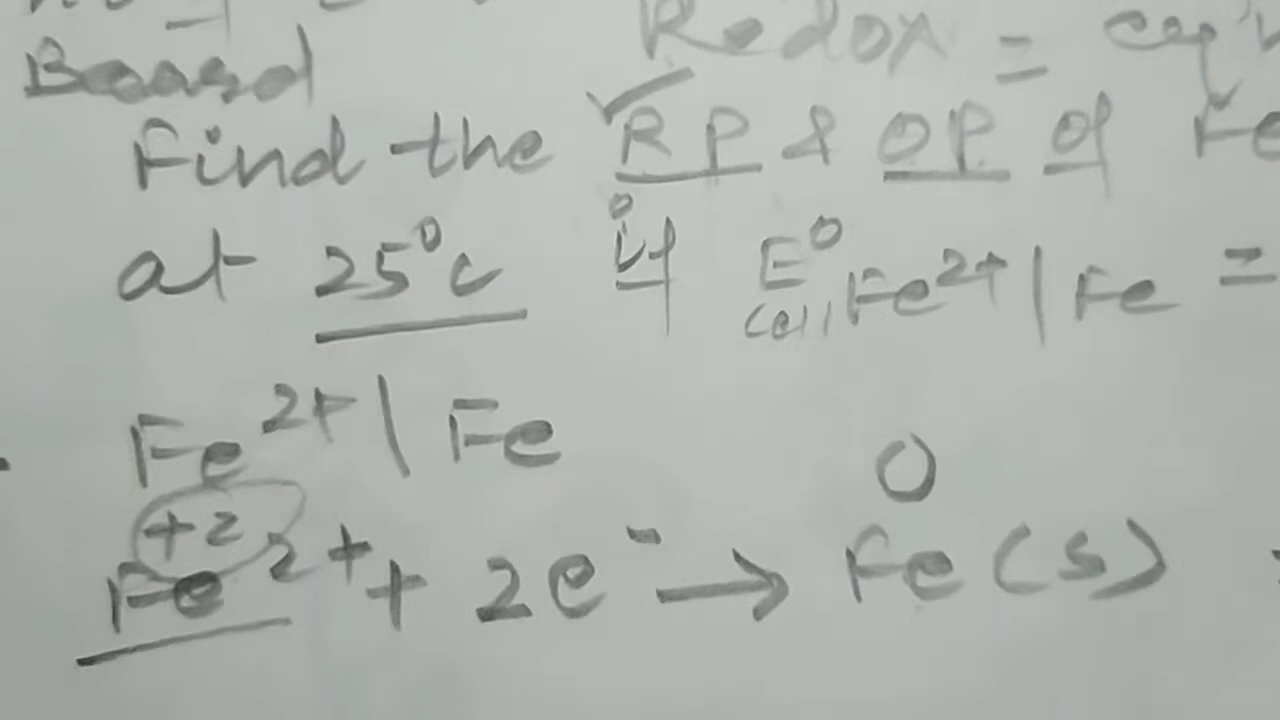 Redox =
Board
Find the RP & OP of Fe
at 25°C if E° cell Fe²⁺ | Fe =
Fe²⁺ | Fe
+2 0
Fe²⁺ + 2e⁻ → Fe(s)